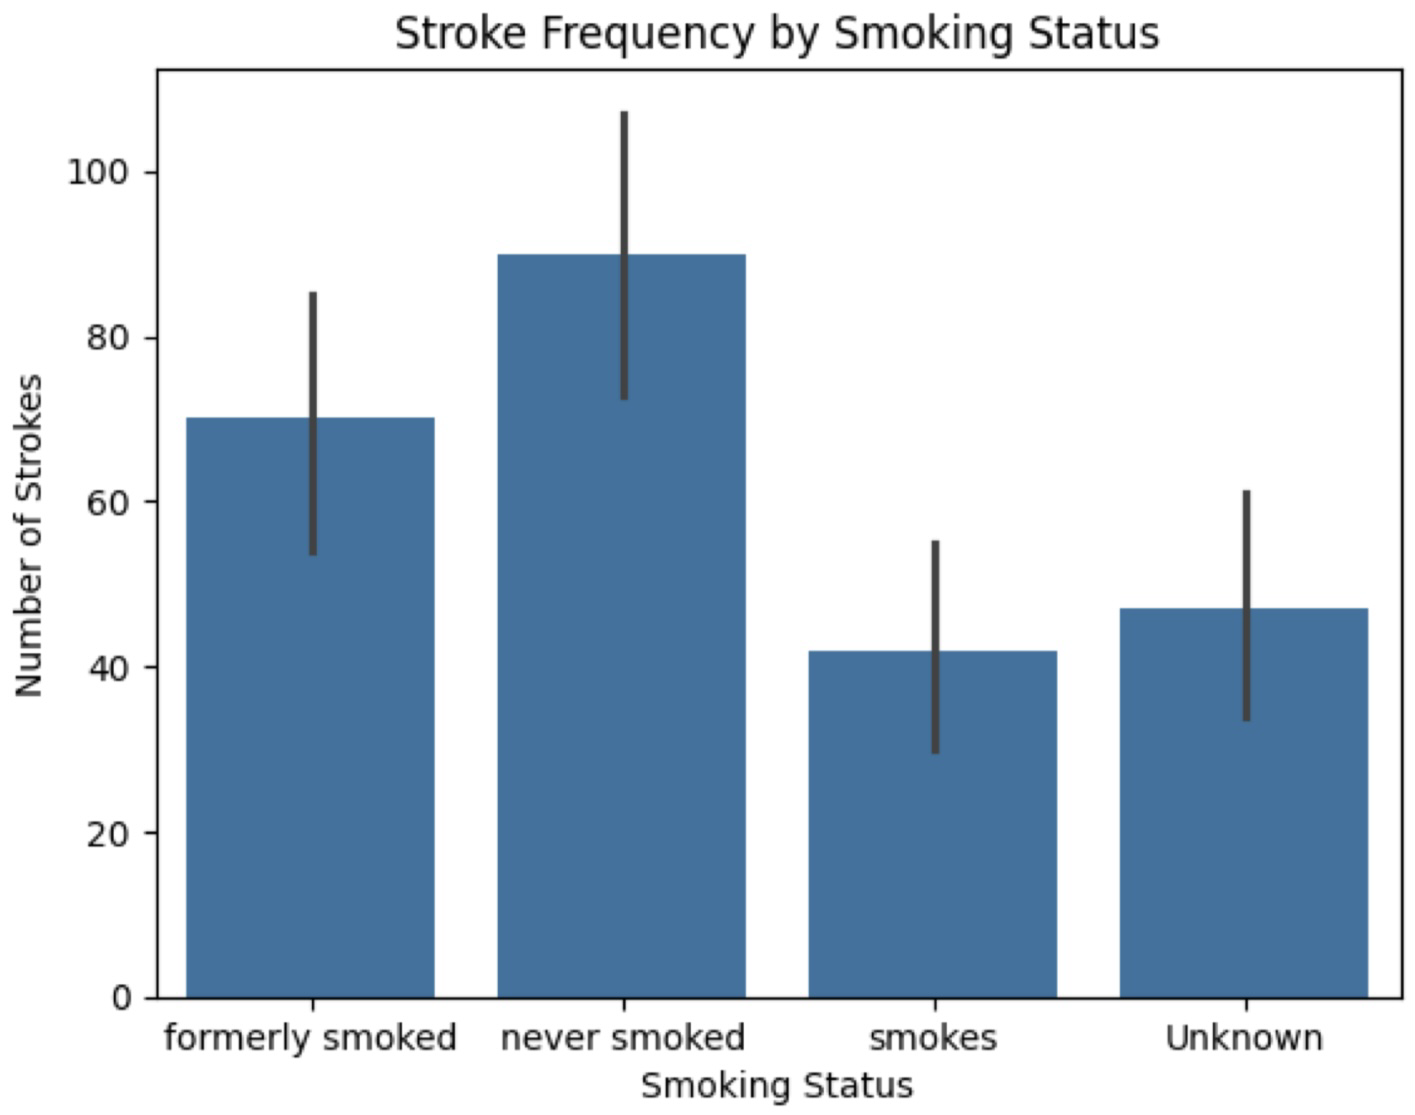 Stroke Frequency by Smoking Status
Number of Strokes
100
80
60
40
20
0
formerly smoked never smoked smokes Unknown
Smoking Status